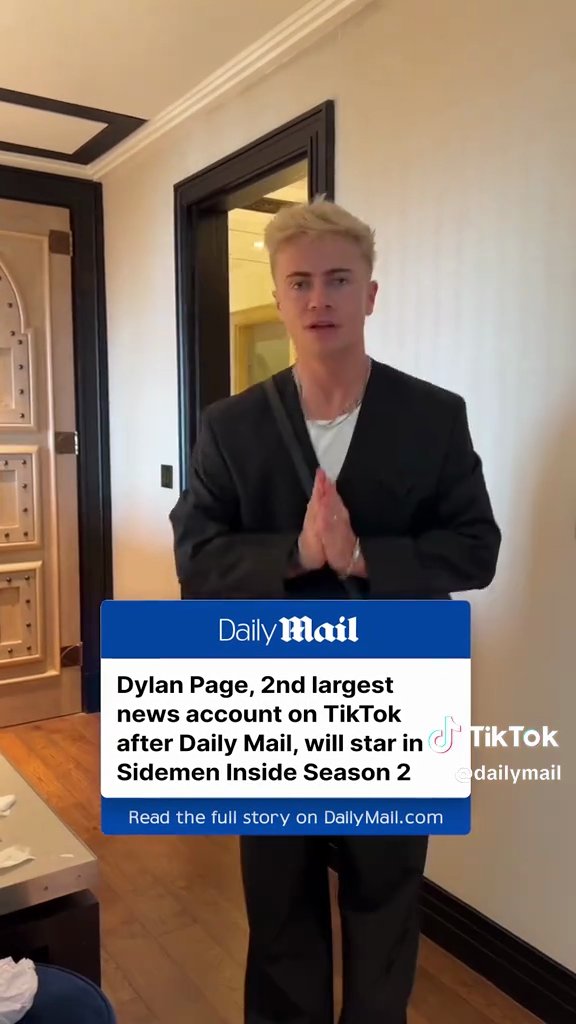 Daily Mail
Dylan Page, 2nd largest
news account on TikTok
after Daily Mail, will star in
Sidemen Inside Season 2
Read the full story on DailyMail.com
TikTok
@dailymail